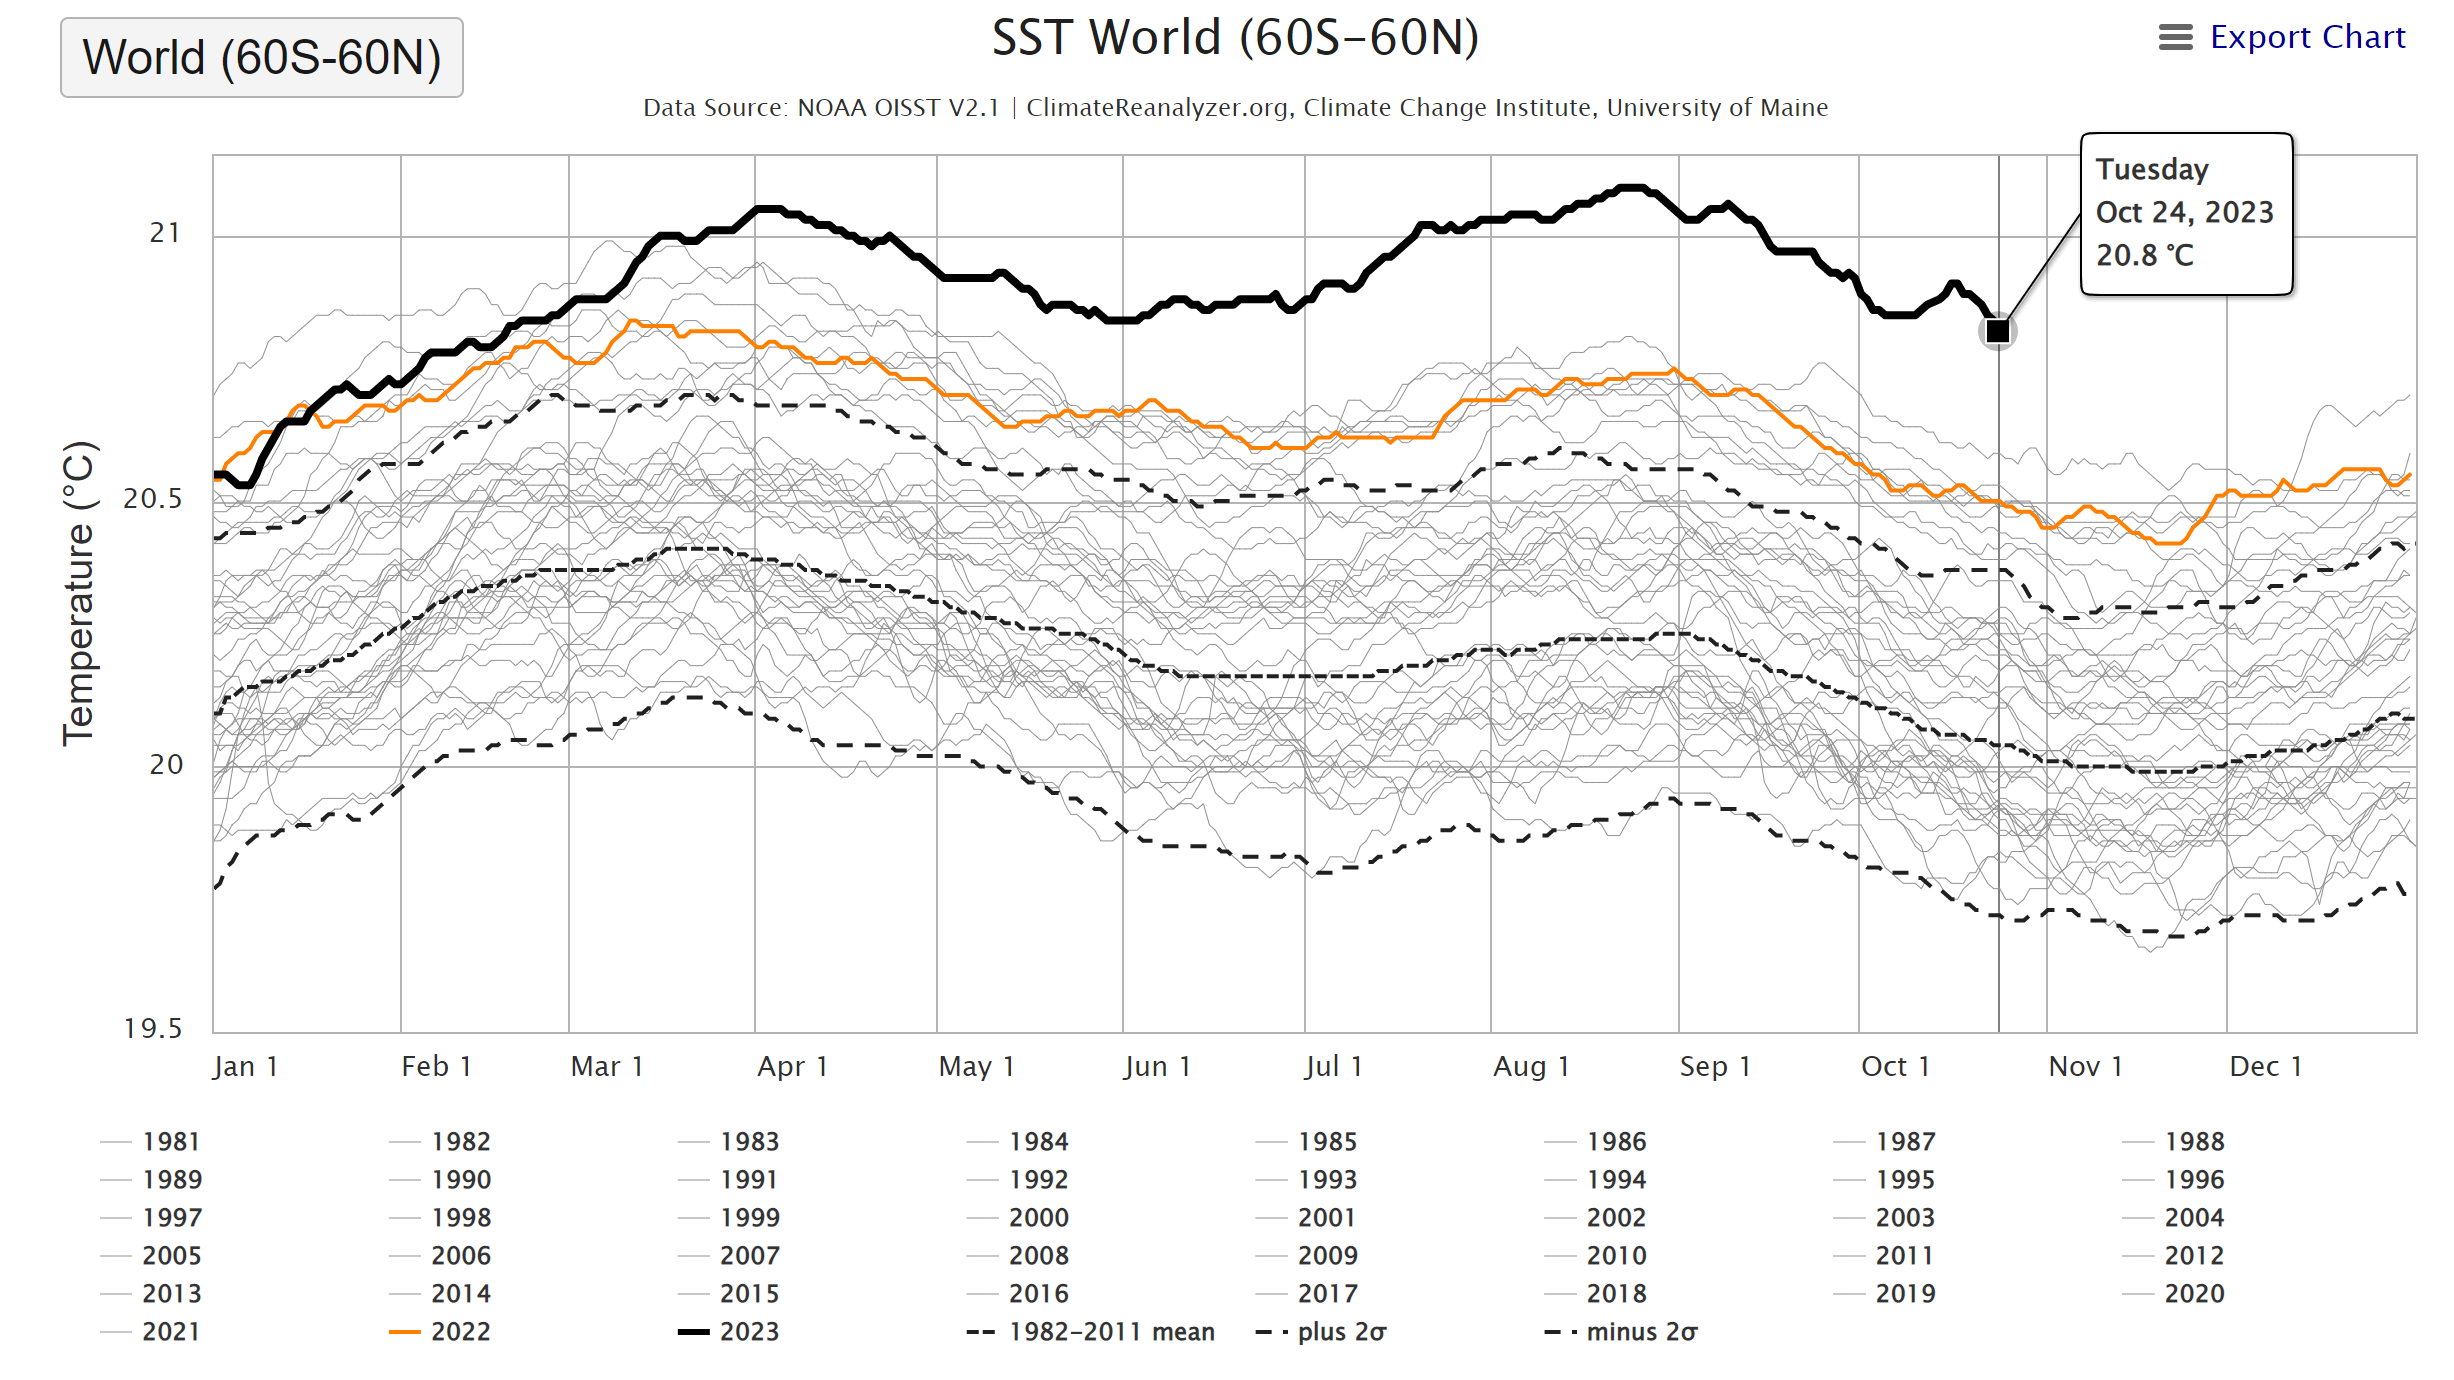 World (60S-60N)
SST World (60S-60N)
Export Chart
Data Source: NOAA OISST V2.1 | ClimateReanalyzer.org, Climate Change Institute, University of Maine
Tuesday
Oct 24, 2023
20.8 °C
Temperature (°C)
21
20.5
20
19.5
Jan 1 Feb 1 Mar 1 Apr 1 May 1 Jun 1 Jul 1 Aug 1 Sep 1 Oct 1 Nov 1 Dec 1
1981 1982 1983 1984 1985 1986 1987 1988
1989 1990 1991 1992 1993 1994 1995 1996
1997 1998 1999 2000 2001 2002 2003 2004
2005 2006 2007 2008 2009 2010 2011 2012
2013 2014 2015 2016 2017 2018 2019 2020
2021 2022 2023 1982-2011 mean plus 2σ minus 2σ